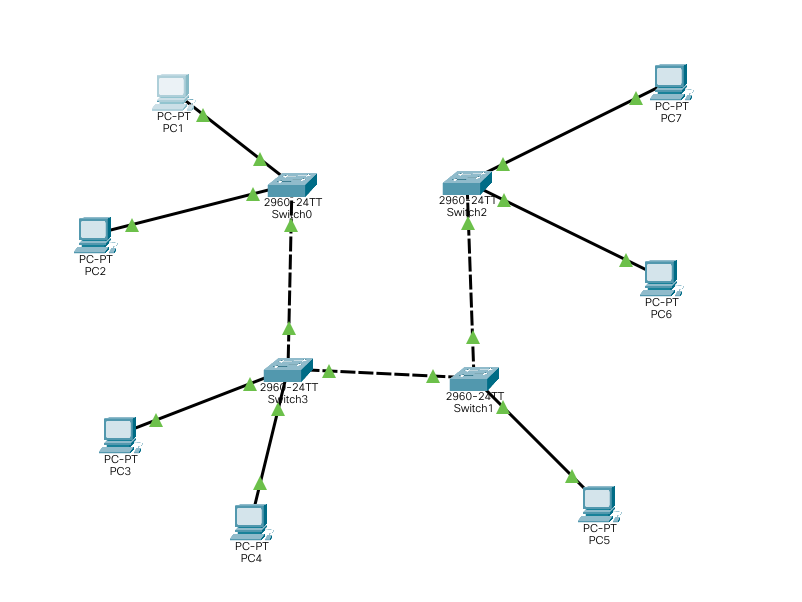 PC-PT
PC1
PC-PT
PC7
2960-24TT
Switch0
2960-24TT
Switch2
PC-PT
PC2
PC-PT
PC6
2960-24TT
Switch3
2960-24TT
Switch1
PC-PT
PC3
PC-PT
PC4
PC-PT
PC5